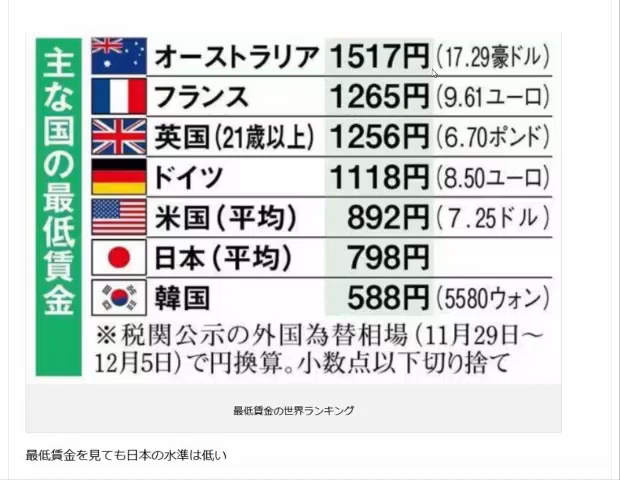 主な国の最低賃金
オーストラリア 1517円 (17.29豪ドル)
フランス 1265円 (9.61ユーロ)
英国(21歳以上) 1256円 (6.70ポンド)
ドイツ 1118円 (8.50ユーロ)
米国(平均) 892円 (7.25ドル)
日本(平均) 798円
韓国 588円 (5580ウォン)
※税関公示の外国為替相場(11月29日~
12月5日)で円換算。小数点以下切り捨て
最低賃金の世界ランキング
最低賃金を見ても日本の水準は低い